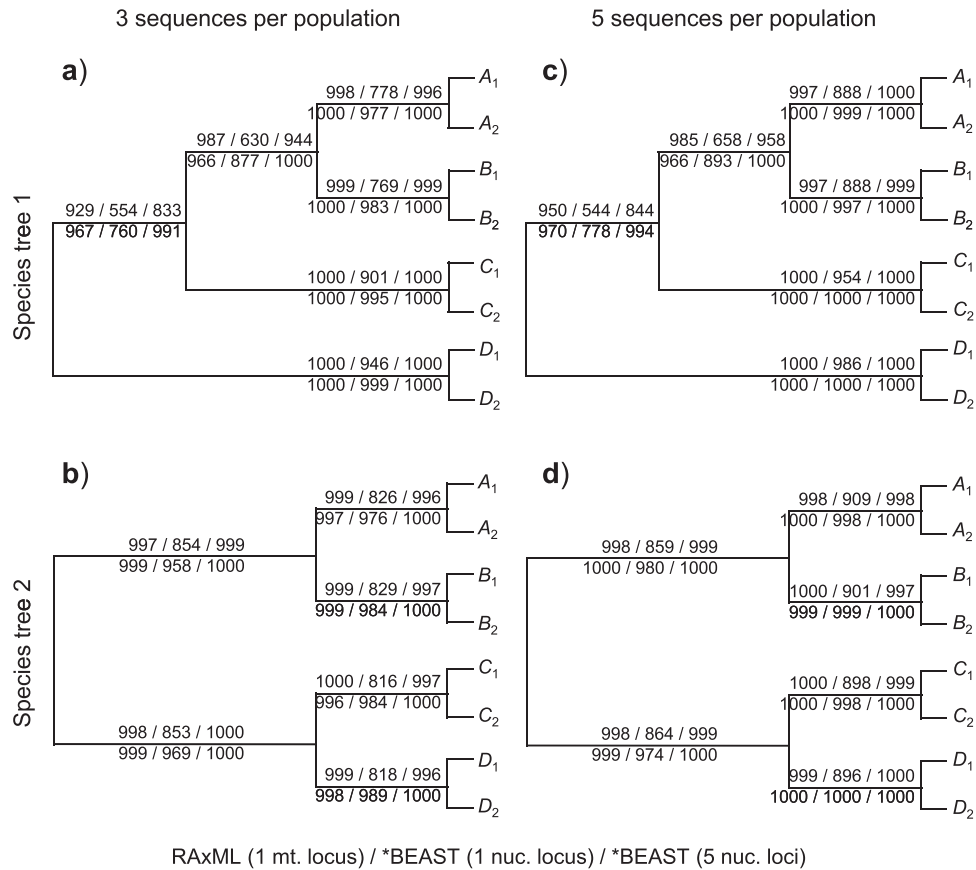 3 sequences per population
5 sequences per population
Species tree 1
a)
998 / 778 / 996
1000 / 977 / 1000
987 / 630 / 944
966 / 877 / 1000
999 / 769 / 999
1000 / 983 / 1000
929 / 554 / 833
967 / 760 / 991
1000 / 901 / 1000
1000 / 995 / 1000
1000 / 946 / 1000
1000 / 999 / 1000
A1
A2
B1
B2
C1
C2
D1
D2
c)
997 / 888 / 1000
1000 / 999 / 1000
985 / 658 / 958
966 / 893 / 1000
997 / 888 / 999
1000 / 997 / 1000
950 / 544 / 844
970 / 778 / 994
1000 / 954 / 1000
1000 / 1000 / 1000
1000 / 986 / 1000
1000 / 1000 / 1000
A1
A2
B1
B2
C1
C2
D1
D2
Species tree 2
b)
999 / 826 / 996
997 / 976 / 1000
997 / 854 / 999
999 / 958 / 1000
999 / 829 / 997
999 / 984 / 1000
1000 / 816 / 997
996 / 984 / 1000
998 / 853 / 1000
999 / 969 / 1000
999 / 818 / 996
998 / 989 / 1000
A1
A2
B1
B2
C1
C2
D1
D2
d)
998 / 909 / 998
1000 / 998 / 1000
998 / 859 / 999
1000 / 980 / 1000
1000 / 901 / 997
999 / 999 / 1000
1000 / 898 / 999
1000 / 998 / 1000
998 / 864 / 999
999 / 974 / 1000
999 / 896 / 1000
1000 / 1000 / 1000
A1
A2
B1
B2
C1
C2
D1
D2
RAxML (1 mt. locus) / *BEAST (1 nuc. locus) / *BEAST (5 nuc. loci)